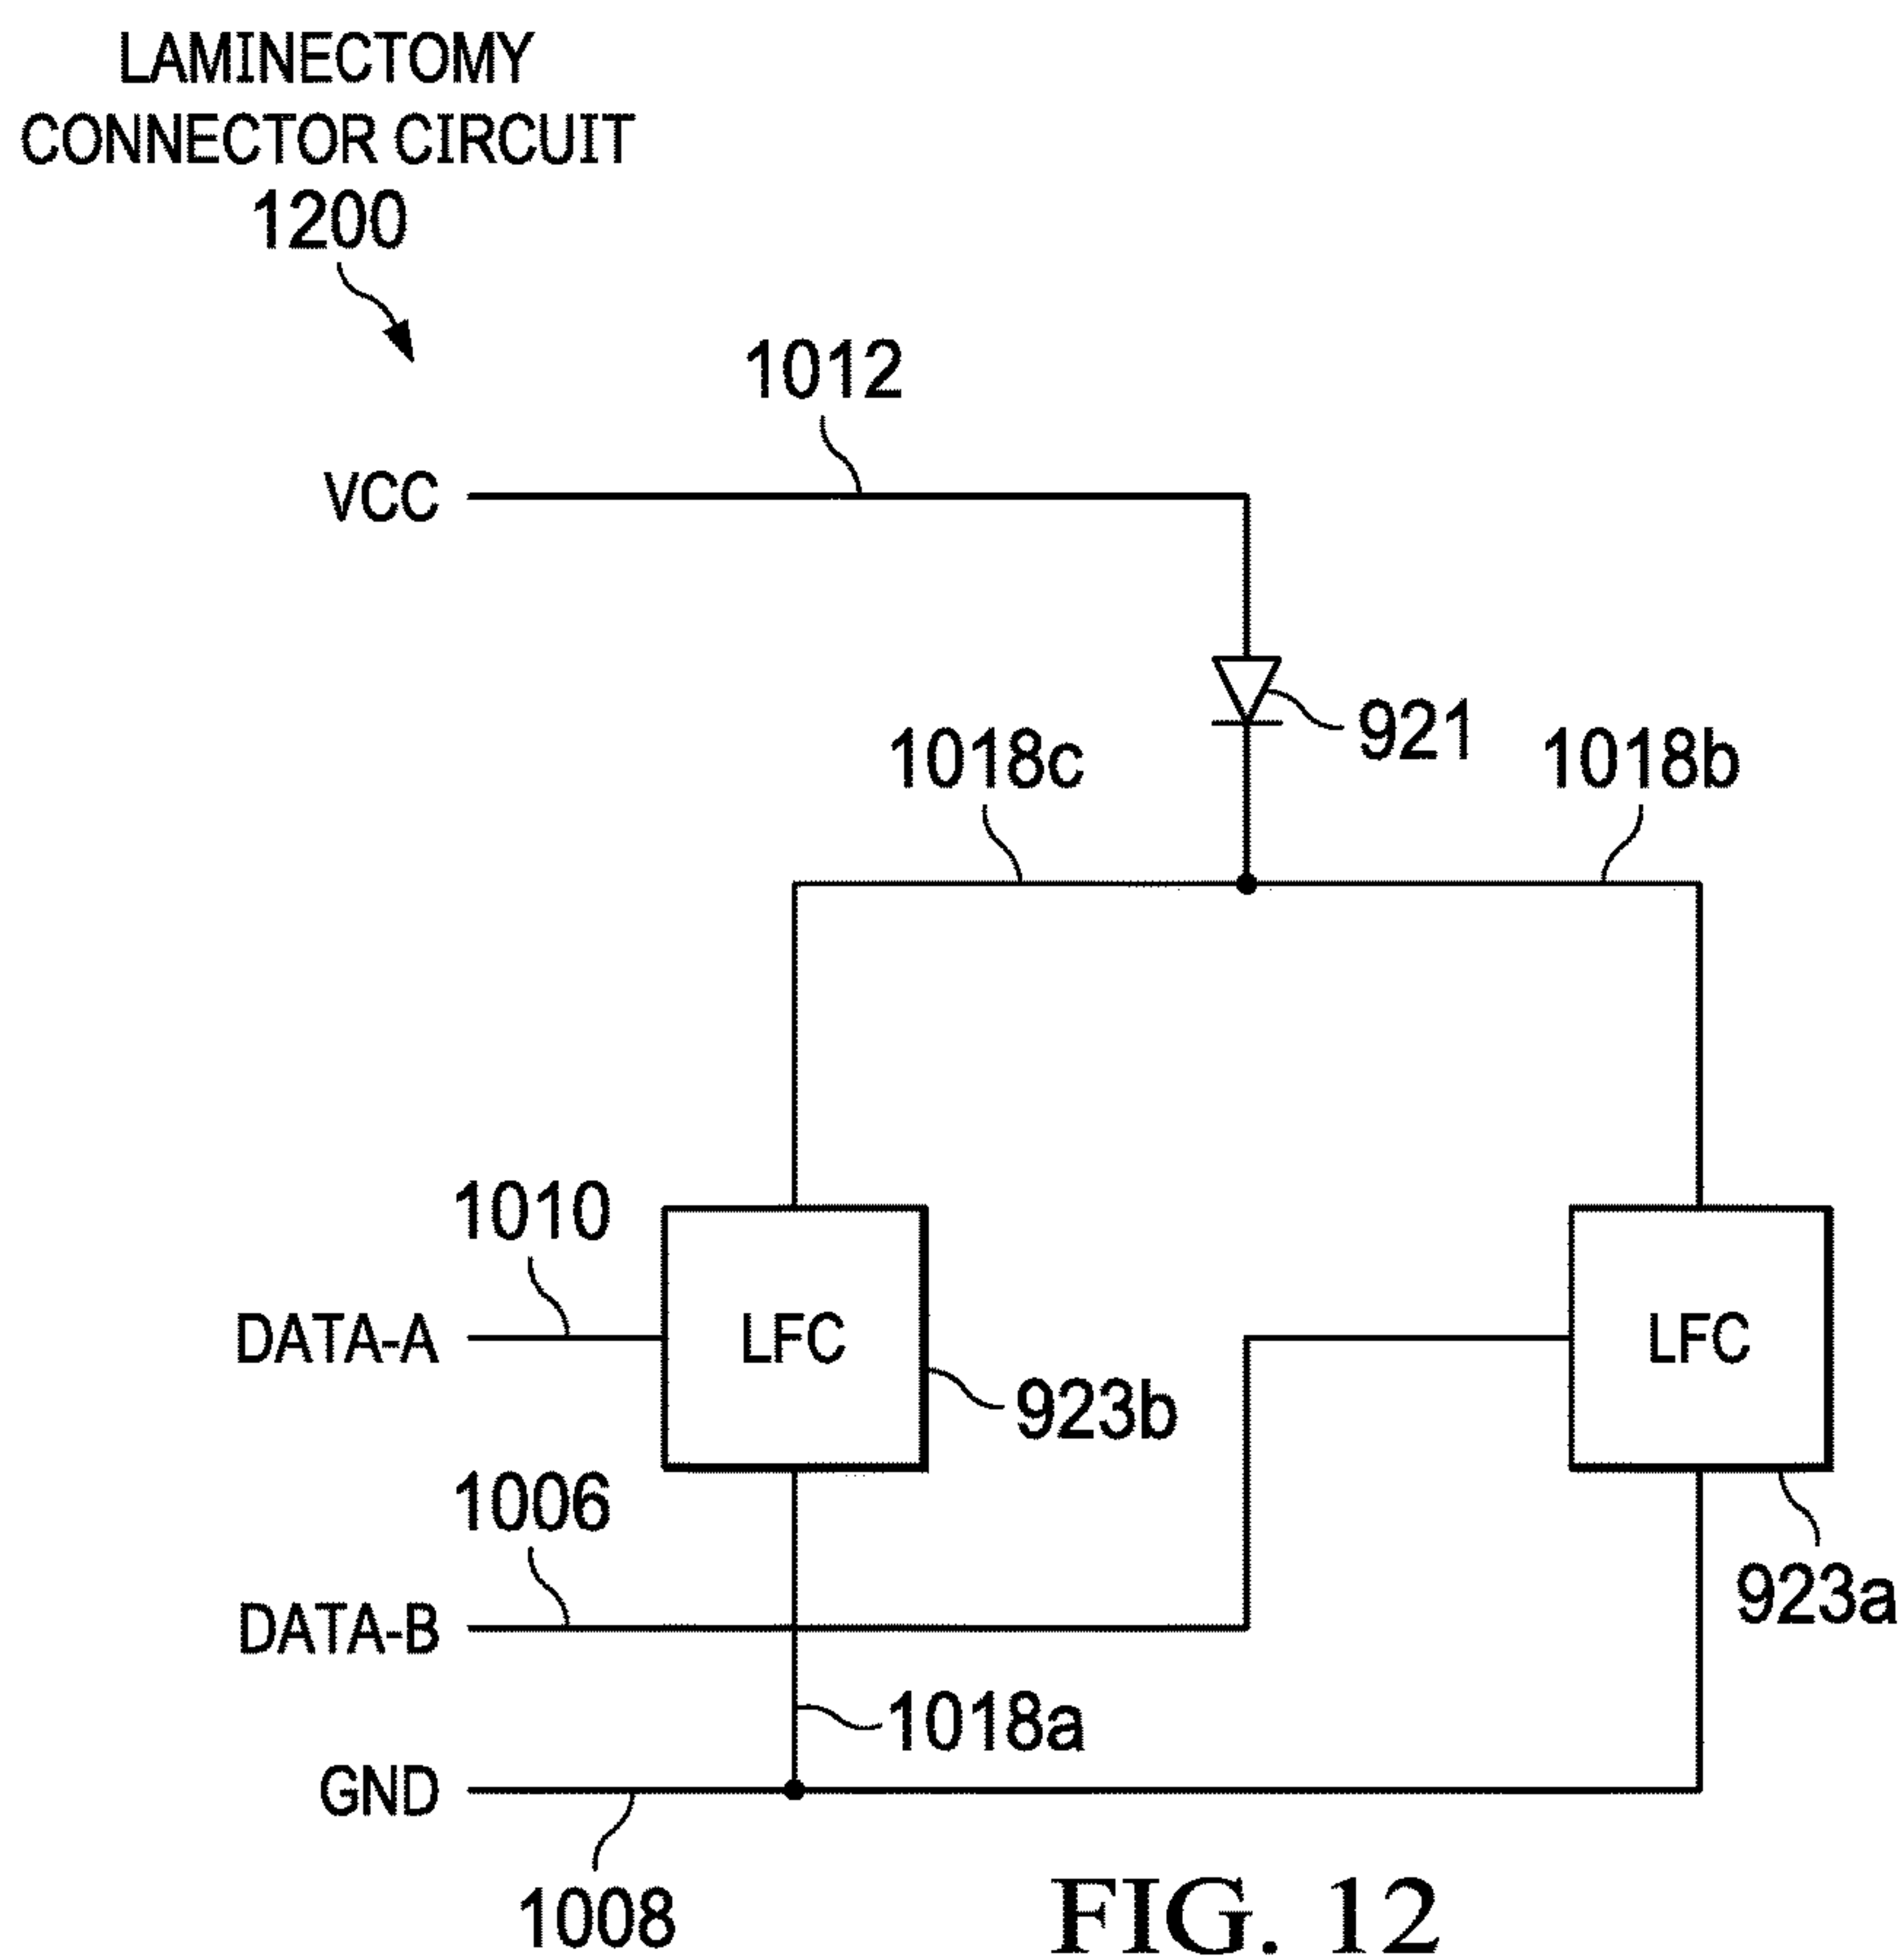 LAMINECTOMY
CONNECTOR CIRCUIT
1200
1012
VCC
921
1018c
1018b
1010
DATA-A
LFC
LFC
923b
1006
923a
DATA-B
1018a
GND
1008
FIG. 12